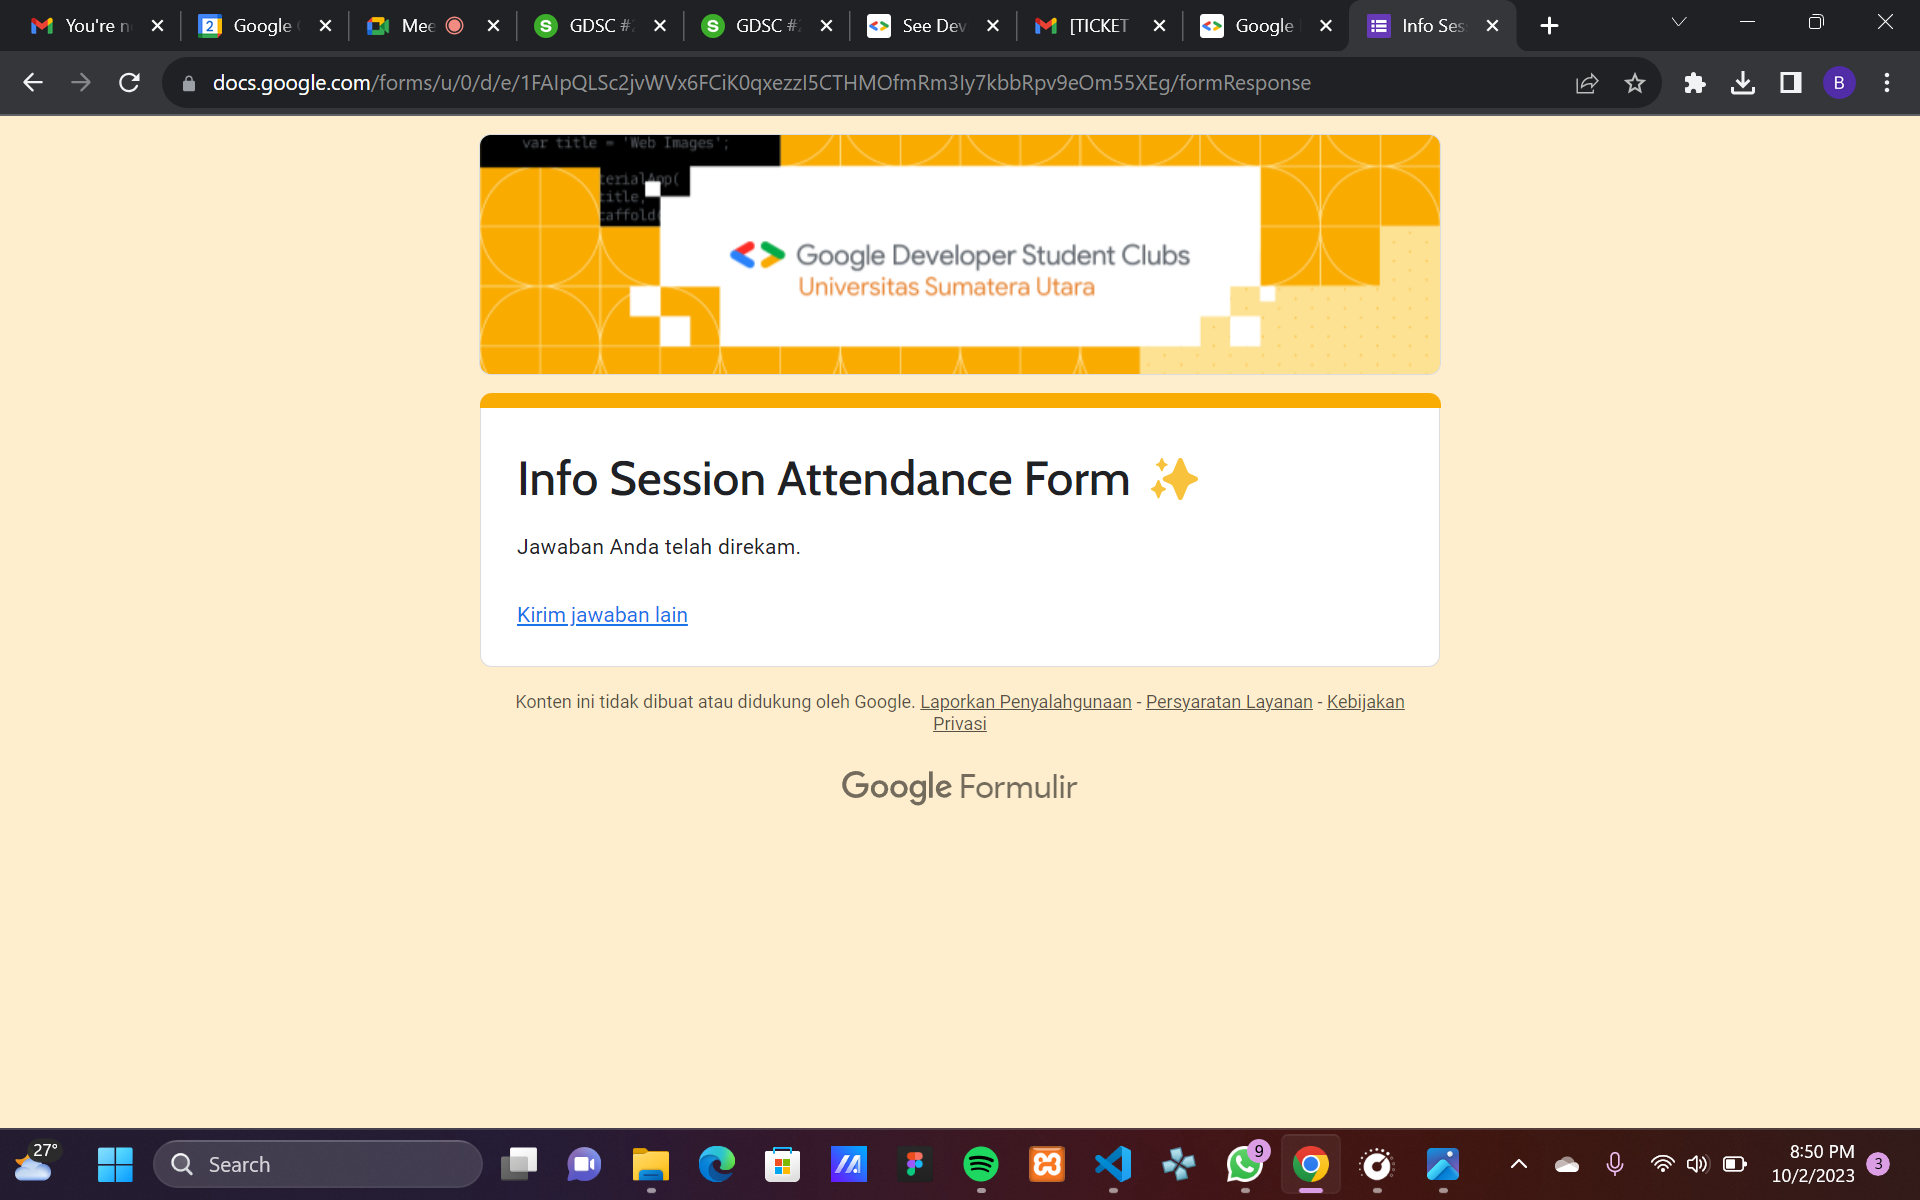 You're n
Google
Mee
GDSC #
GDSC #
See Dev
[TICKET
Google
Info Ses
docs.google.com/forms/u/0/d/e/1FAIpQLSc2jvWVx6FCiK0qxezzI5CTHMOfmRm3Iy7kbbRpv9eOm55XEg/formResponse
B
var title = 'Web Images';
terialApp(
title,
caffold(
Google Developer Student Clubs
Universitas Sumatera Utara
Info Session Attendance Form ✨
Jawaban Anda telah direkam.
Kirim jawaban lain
Konten ini tidak dibuat atau didukung oleh Google. Laporkan Penyalahgunaan - Persyaratan Layanan - Kebijakan
Privasi
Google Formulir
27°
Search
9
8:50 PM
10/2/2023
3